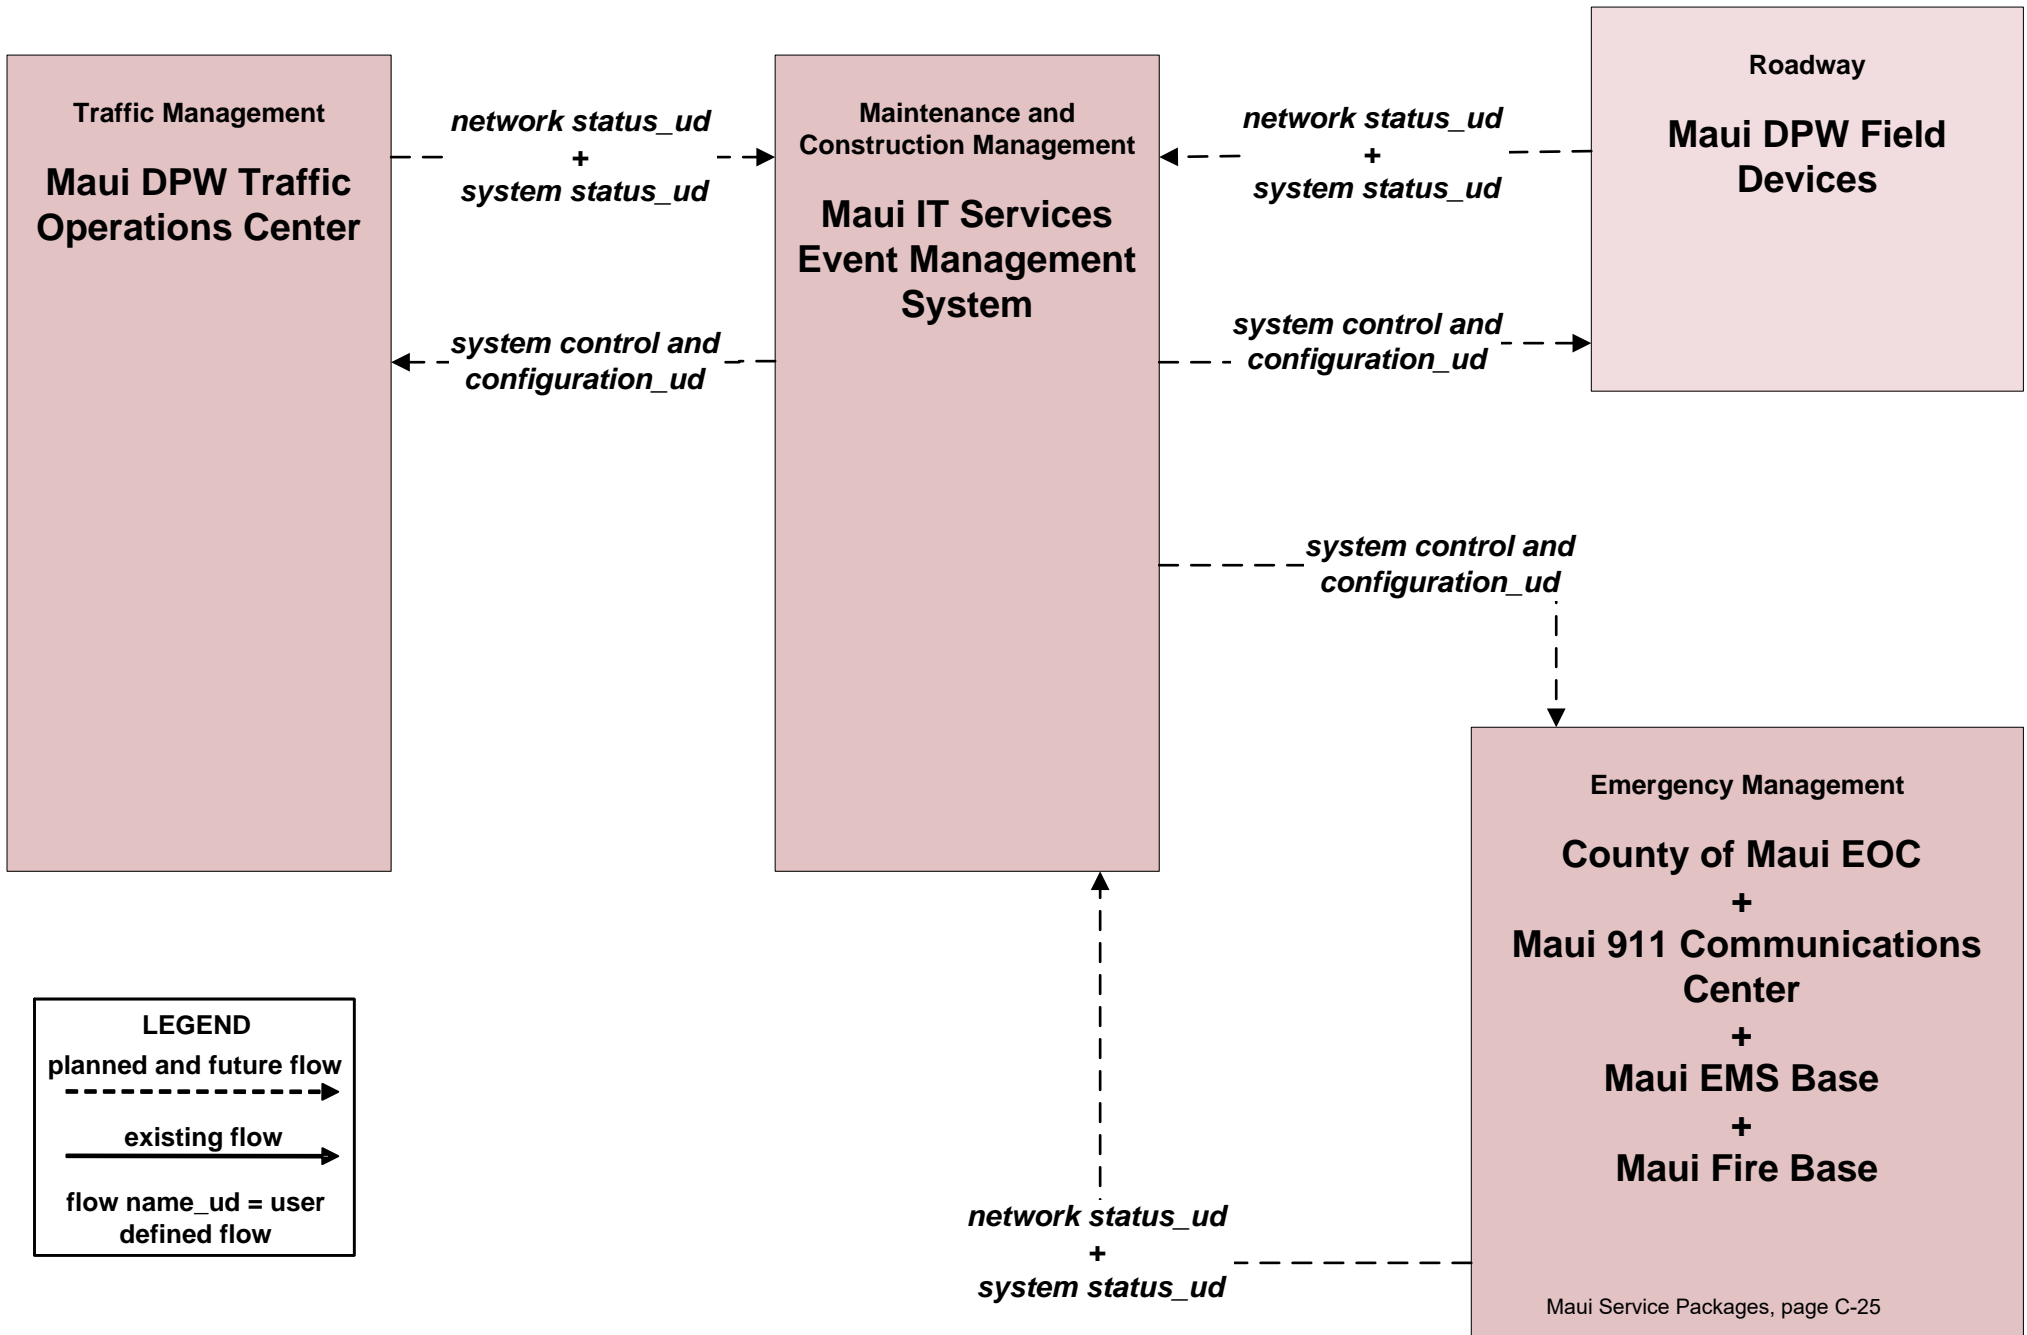 Traffic Management
Maui DPW Traffic
Operations Center
network status_ud
+
system status_ud
system control and
configuration_ud
Maintenance and
Construction Management
Maui IT Services
Event Management
System
network status_ud
+
system status_ud
system control and
configuration_ud
Roadway
Maui DPW Field
Devices
system control and
configuration_ud
Emergency Management
County of Maui EOC
+
Maui 911 Communications
Center
+
Maui EMS Base
+
Maui Fire Base
network status_ud
+
system status_ud
LEGEND
planned and future flow
existing flow
flow name_ud = user
defined flow
Maui Service Packages, page C-25